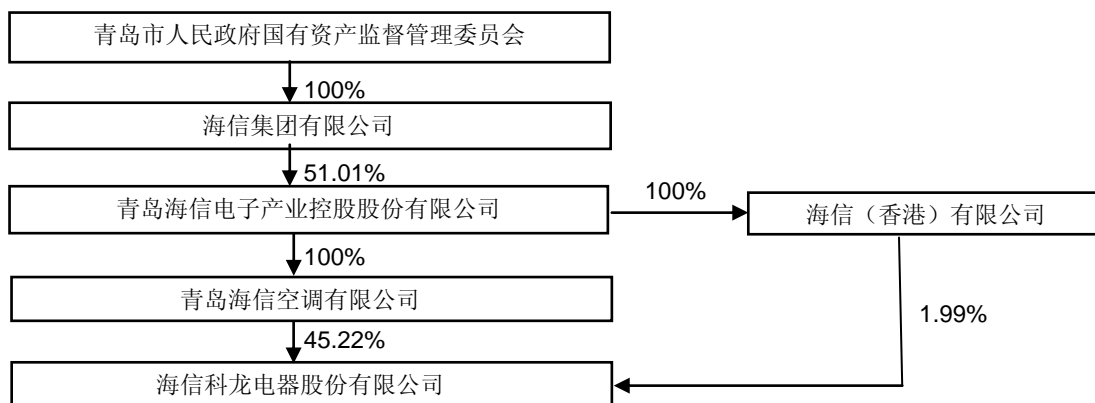 青岛市人民政府国有资产监督管理委员会
100%
海信集团有限公司
51.01%
青岛海信电子产业控股股份有限公司
100%
海信（香港）有限公司
100%
青岛海信空调有限公司
1.99%
45.22%
海信科龙电器股份有限公司